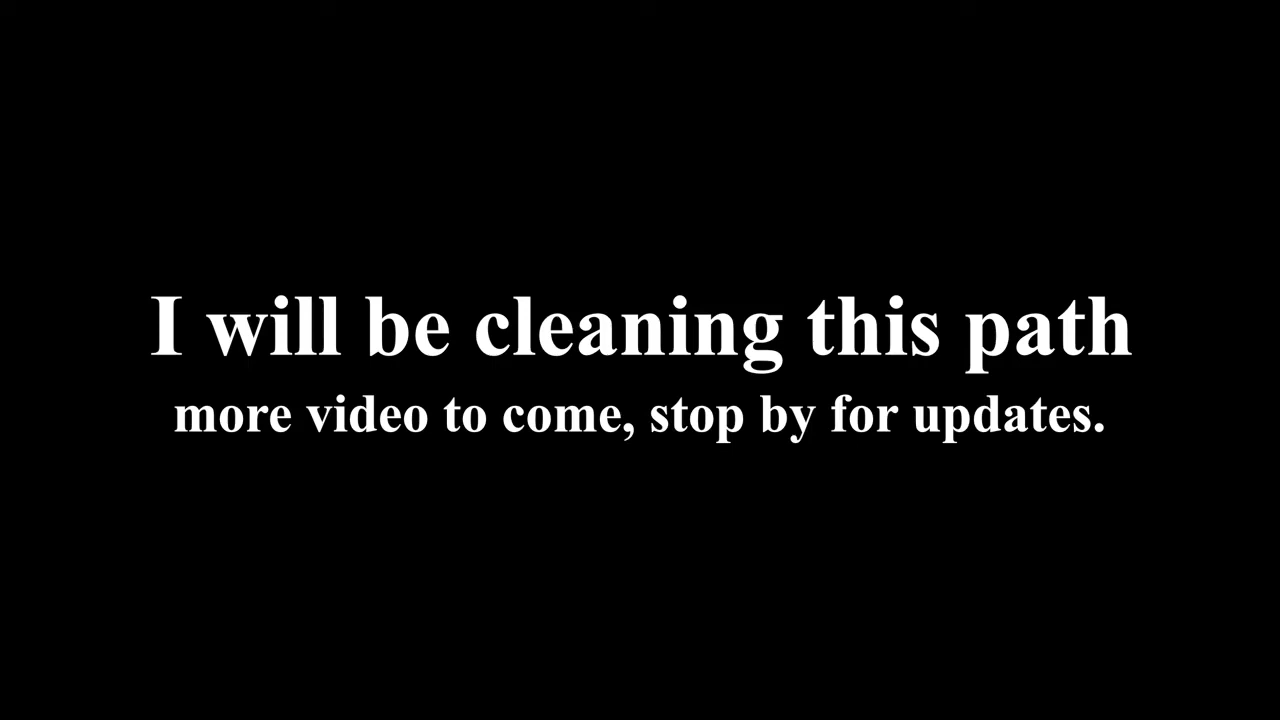 I will be cleaning this path
more video to come, stop by for updates.